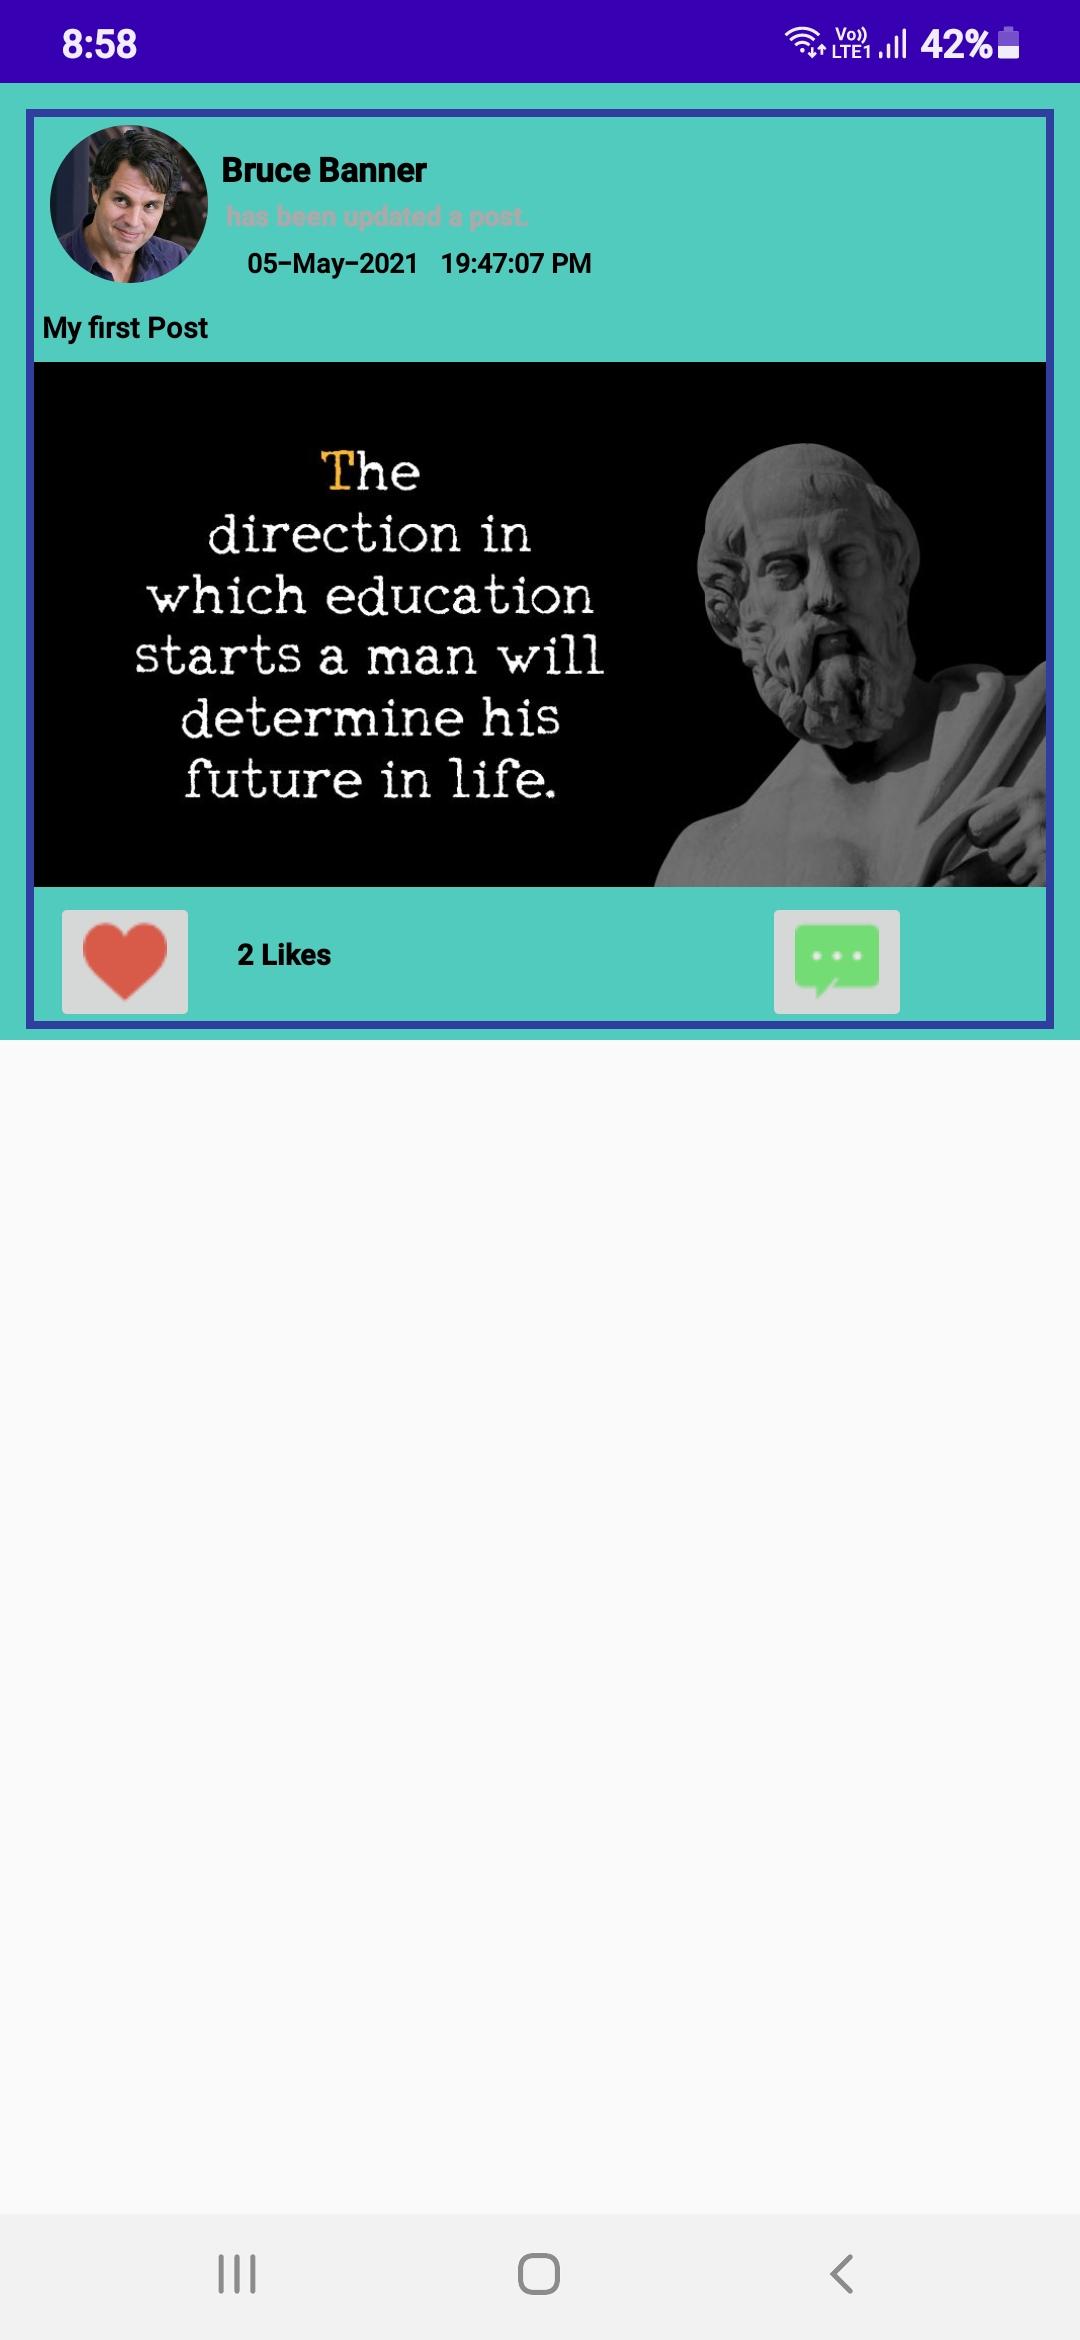 8:58 Vo)) LTE1 42%
Bruce Banner
has been updated a post.
05-May-2021 19:47:07 PM
My first Post
The
direction in
which education
starts a man will
determine his
future in life.
2 Likes